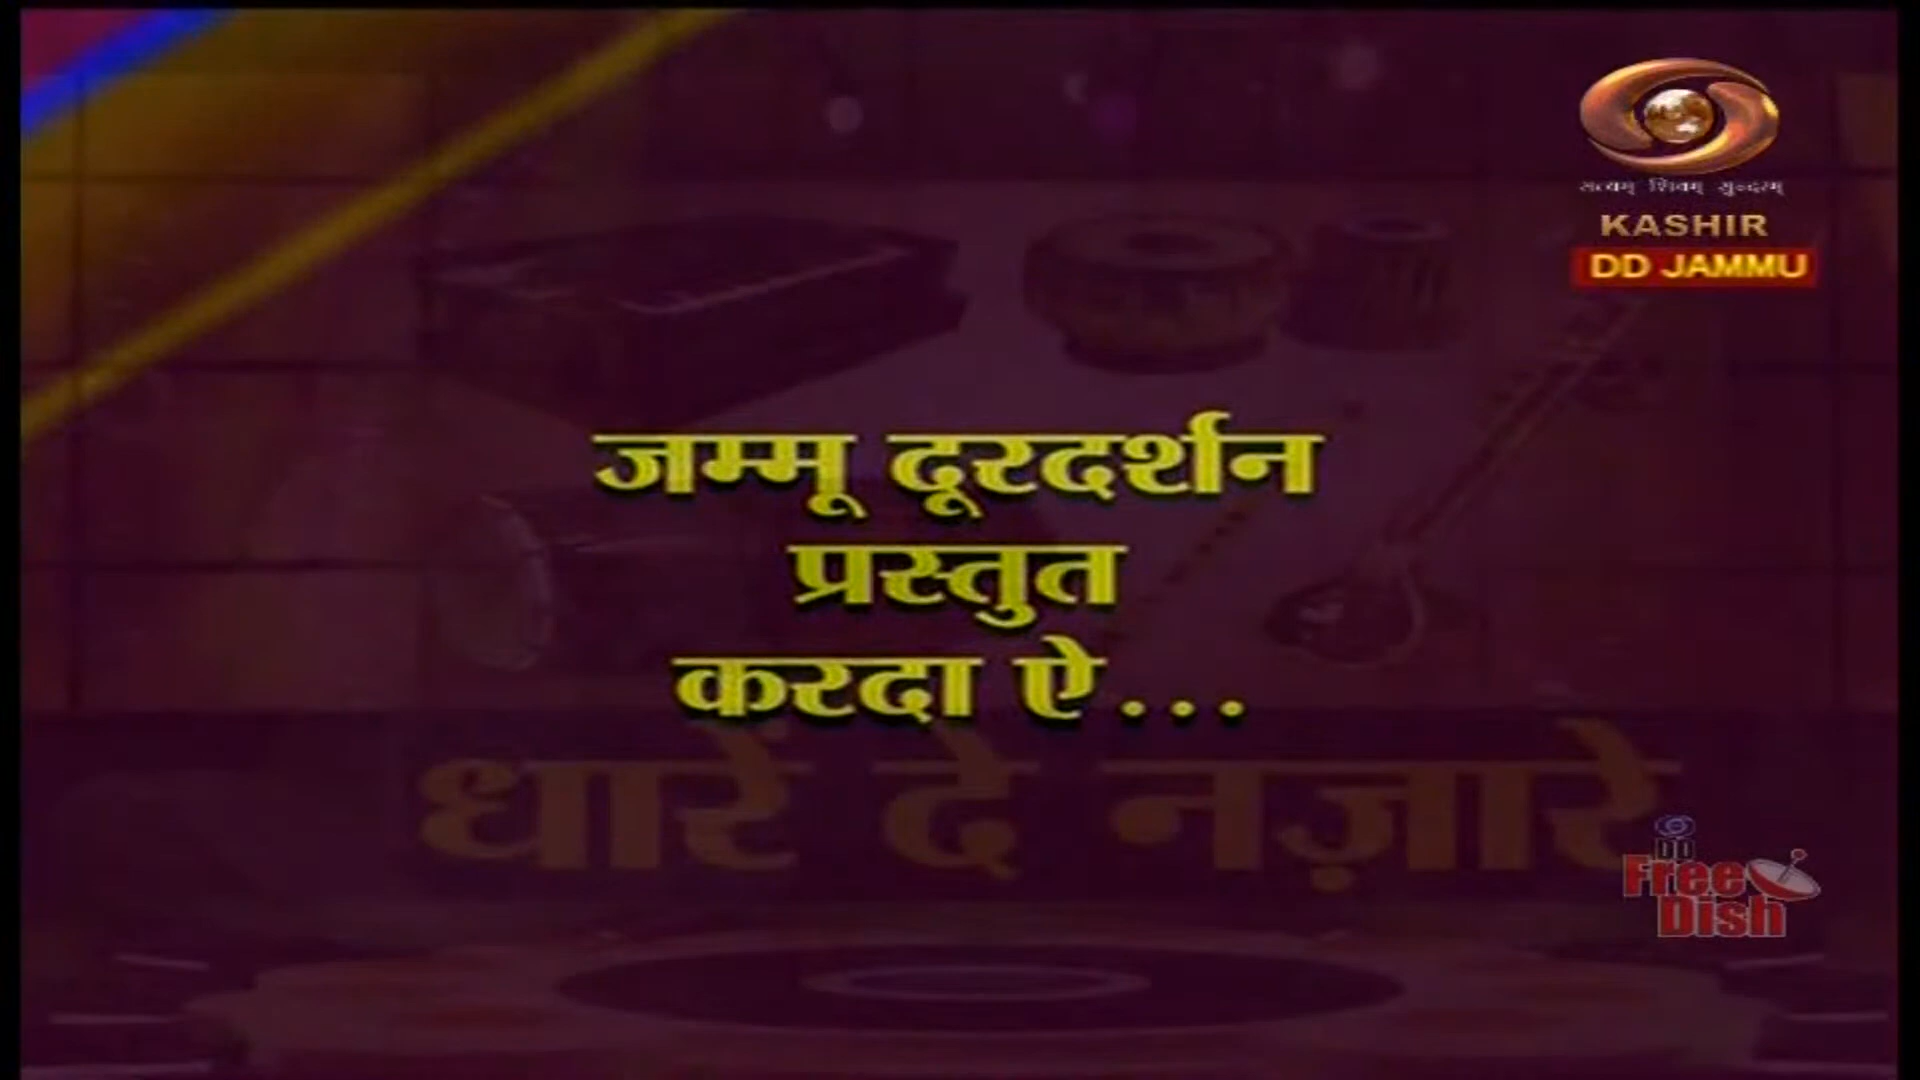 सत्यम् शिवम् सुन्दरम्
KASHIR
DD JAMMU
जम्मू दूरदर्शन
प्रस्तुत
करदा ऐ...
धारें दे नज़ारे
DD
Free
Dish